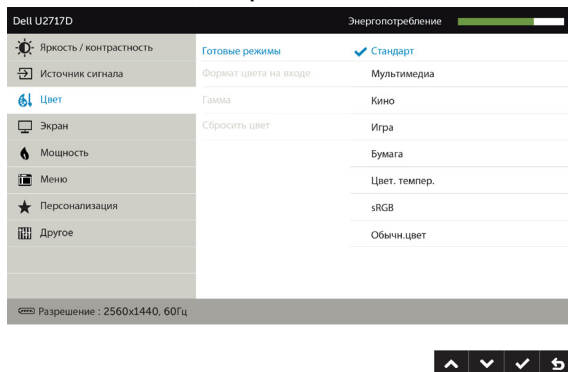 Dell U2717D
Энергопотребление
Яркость / контрастность
Источник сигнала
Цвет
Экран
Мощность
Меню
Персонализация
Другое
Готовые режимы
Формат цвета на входе
Гамма
Сбросить цвет
Стандарт
Мультимедиа
Кино
Игра
Бумага
Цвет. темпер.
sRGB
Обычн.цвет
Разрешение : 2560x1440, 60Гц